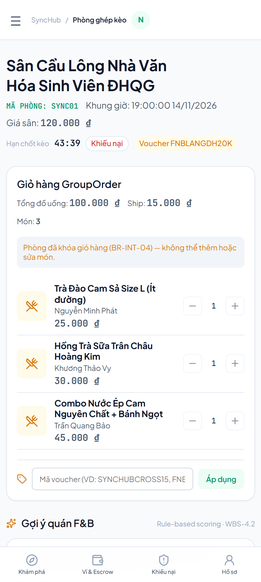 SyncHub / Phòng ghép kèo N
Sân Cầu Lông Nhà Văn
Hóa Sinh Viên ĐHQG
MÃ PHÒNG: SYNC01 Khung giờ: 19:00:00 14/11/2026
Giá sân: 120.000 ₫
Hạn chốt kèo 43:39 Khiếu nại Voucher FNBLANGDH20K
Giỏ hàng GroupOrder
Tổng đồ uống: 100.000 ₫ Ship: 15.000 ₫
Món: 3
Phòng đã khóa giỏ hàng (BR-INT-04) — không thể thêm hoặc
sửa món.
Trà Đào Cam Sả Size L (Ít
đường)
Nguyễn Minh Phát
25.000 ₫
1
Hồng Trà Sữa Trân Châu
Hoàng Kim
Khương Thảo Vy
30.000 ₫
1
Combo Nước Ép Cam
Nguyên Chất + Bánh Ngọt
Trần Quang Bảo
45.000 ₫
1
Mã voucher (VD: SYNCHUBCROSS15, FNE
Áp dụng
Gợi ý quán F&B
Rule-based scoring · WBS-4.2
Khám phá Ví & Escrow Khiếu nại Hồ sơ